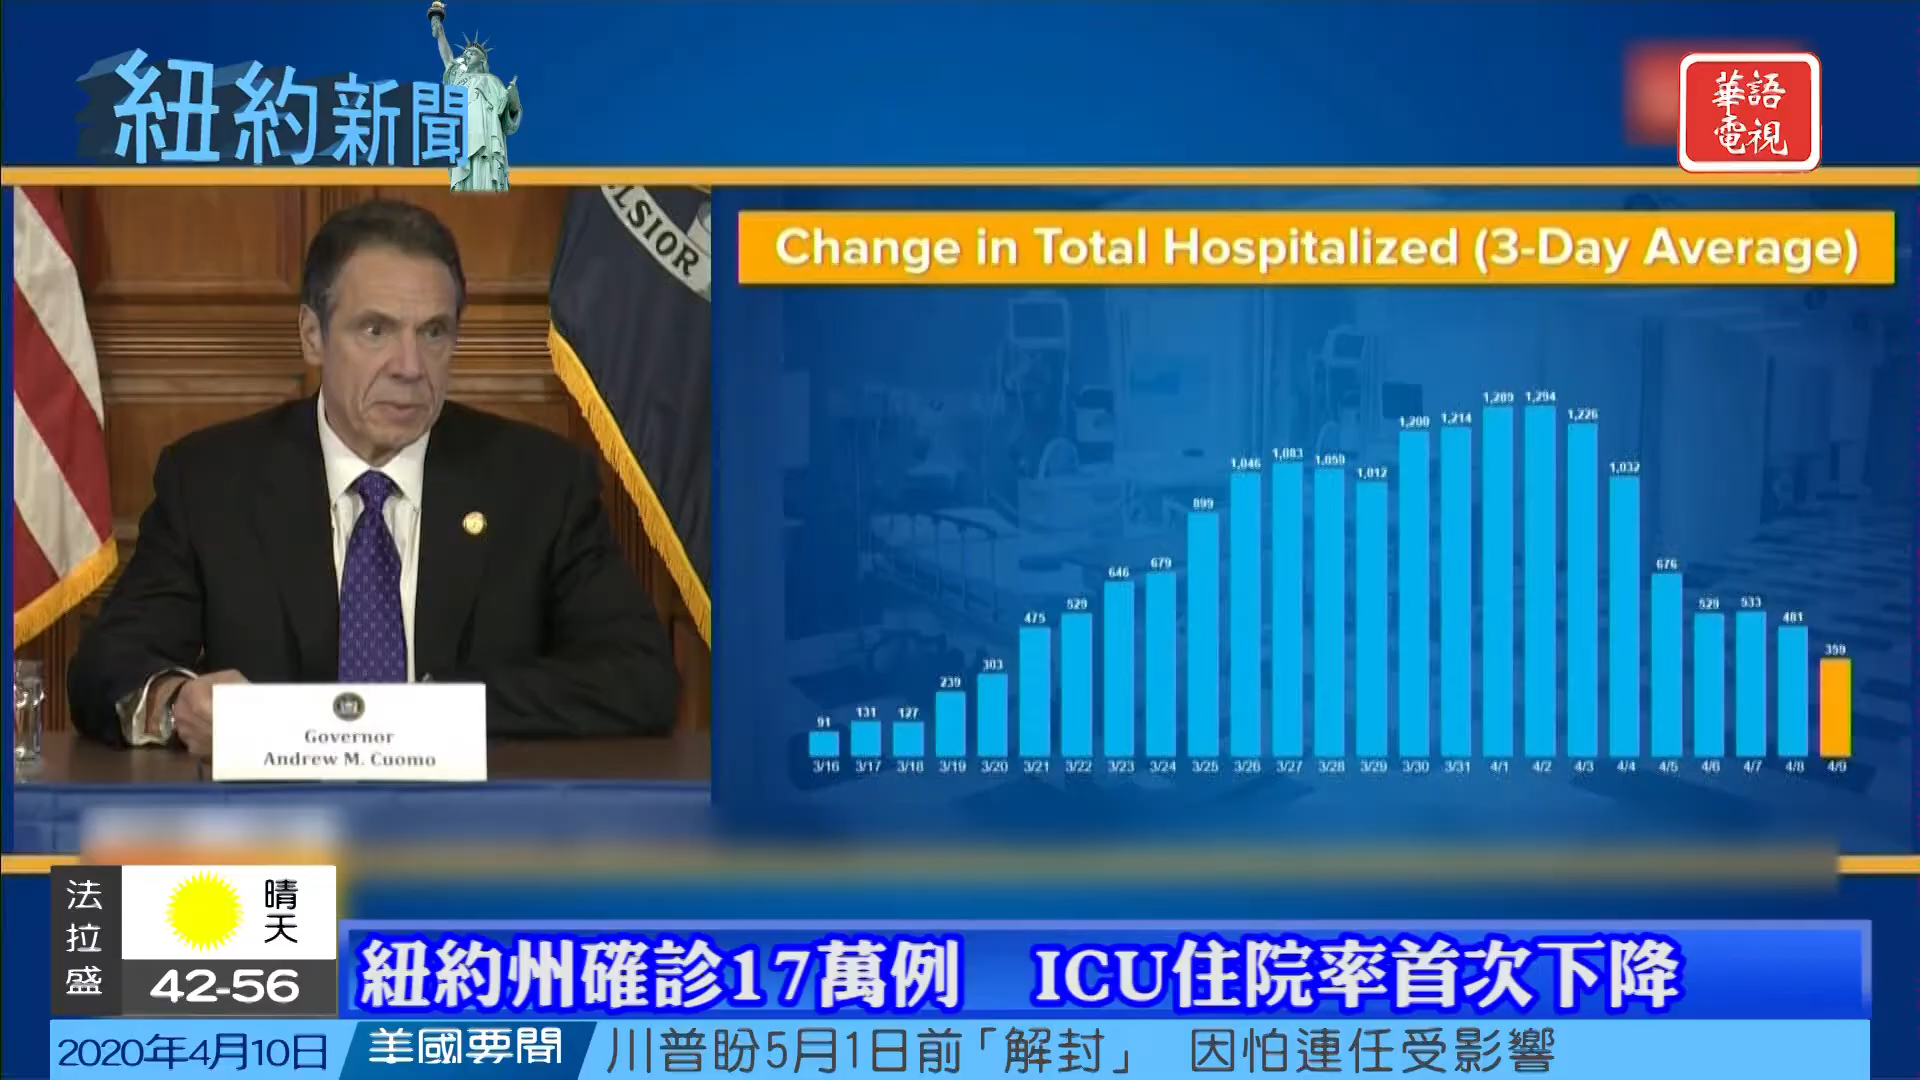 紐約新聞
華語
電視
LSIOR
Change in Total Hospitalized (3-Day Average)
91 131 127 239 303 475 529 646 679 899 1,046 1,083 1,059 1,012 1,200 1,214 1,289 1,294 1,226 1,032 676 529 533 481 359
3/16 3/17 3/18 3/19 3/20 3/21 3/22 3/23 3/24 3/25 3/26 3/27 3/28 3/29 3/30 3/31 4/1 4/2 4/3 4/4 4/5 4/6 4/7 4/8 4/9
Governor
Andrew M. Cuomo
法拉盛
晴天
42-56
紐約州確診17萬例 ICU住院率首次下降
2020年4月10日 美國要聞 川普盼5月1日前「解封」 因怕連任受影響